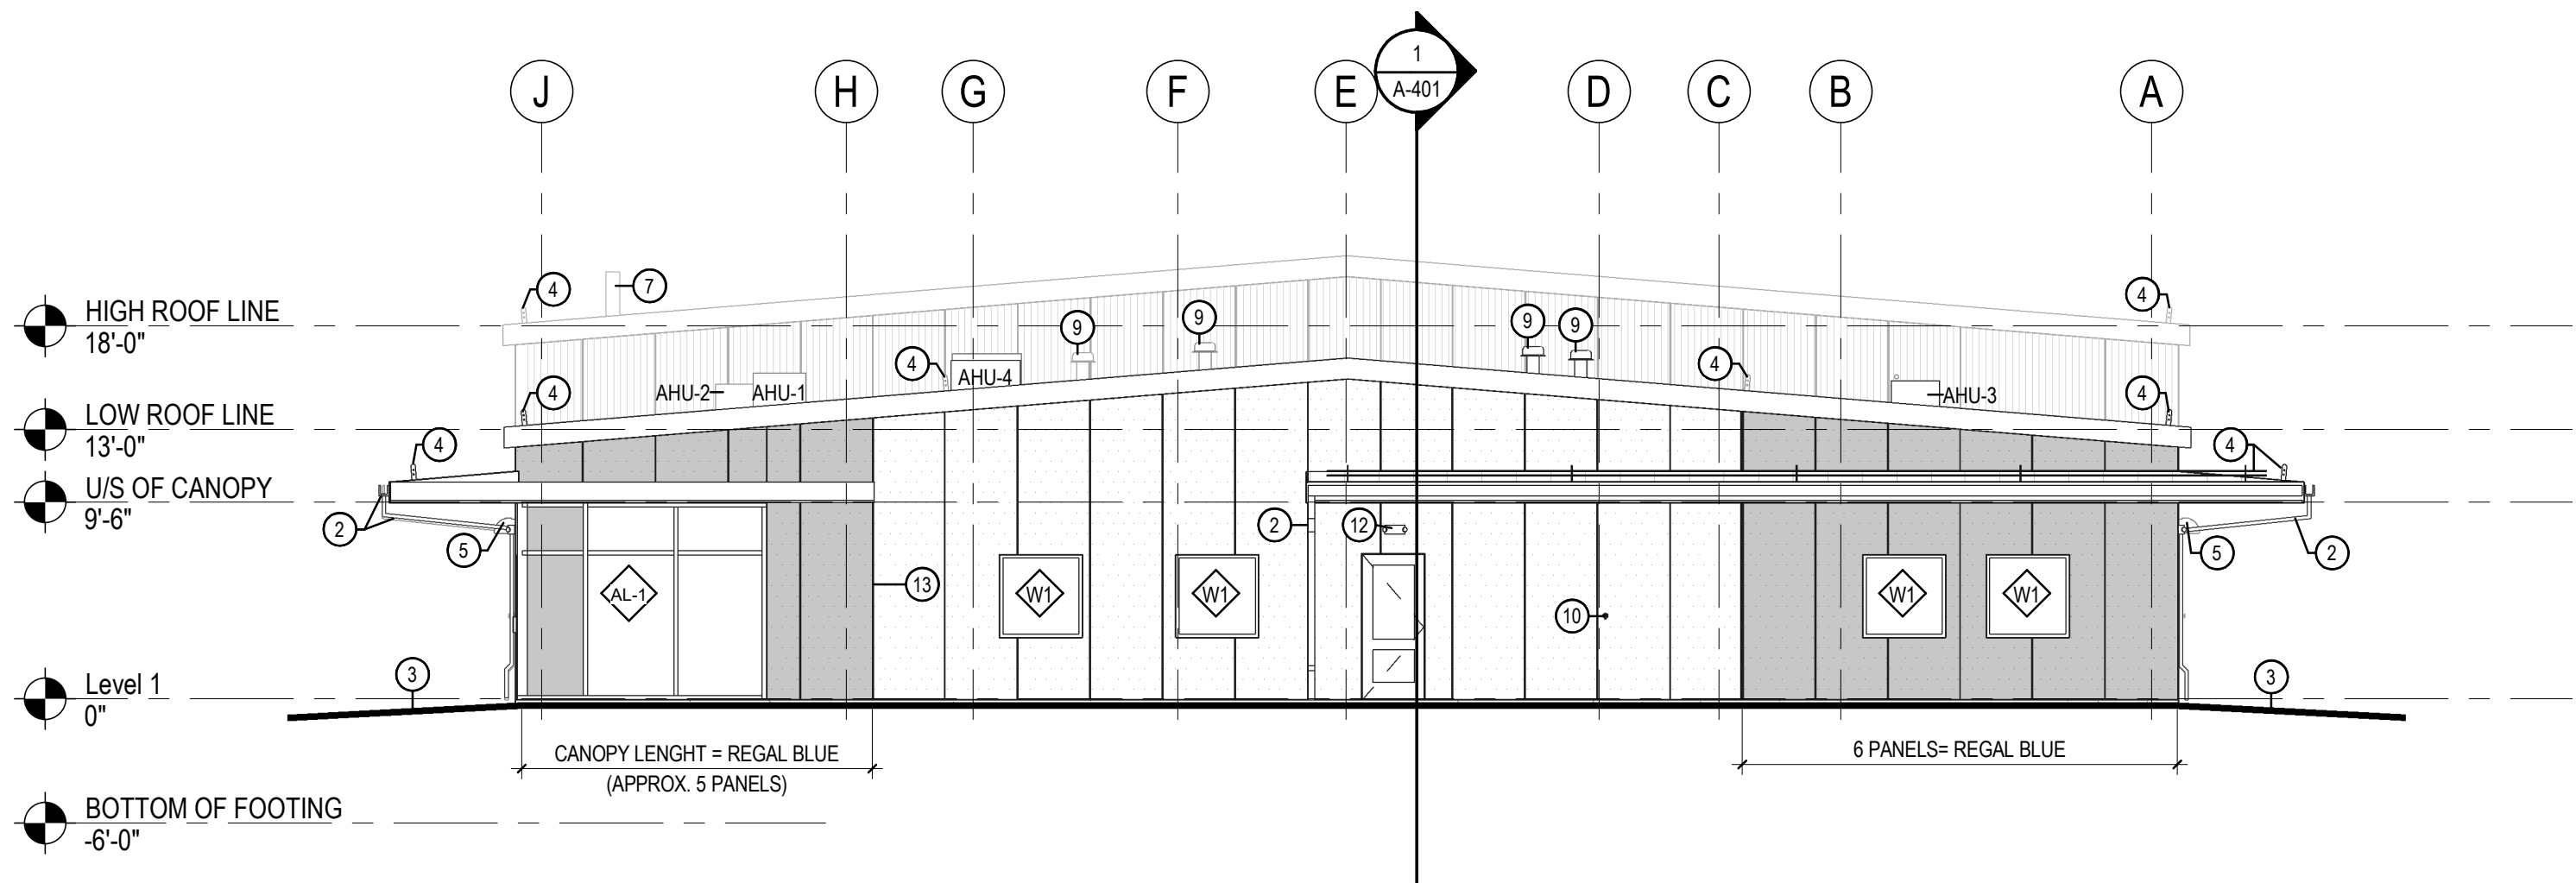 1
A-401
J H G F E D C B A
4 7 4
HIGH ROOF LINE
18'-0"
9 9 9 9
4 AHU-4 4
AHU-2 AHU-1 AHU-3
4 4
LOW ROOF LINE
13'-0"
4 4
U/S OF CANOPY
9'-6"
2 5 2 12 5 2
AL-1 13 W1 W1 W1 W1
10
Level 1
0"
3 3
CANOPY LENGHT = REGAL BLUE
(APPROX. 5 PANELS)
6 PANELS= REGAL BLUE
BOTTOM OF FOOTING
-6'-0"